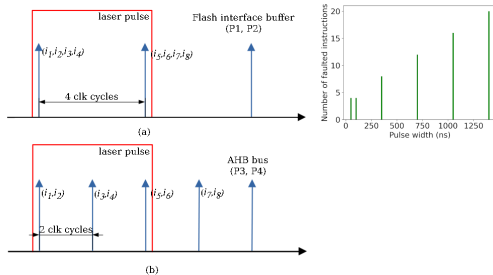 laser pulse
Flash interface buffer
(P1, P2)
(i1,i2,i3,i4)
(i5,i6,i7,i8)
4 clk cycles
(a)
laser pulse
AHB bus
(P3, P4)
(i1,i2)
(i3,i4)
(i5,i6)
(i7,i8)
2 clk cycles
(b)
Number of faulted instructions
20
15
10
5
0
0
250
500
750
1000
1250
Pulse width (ns)